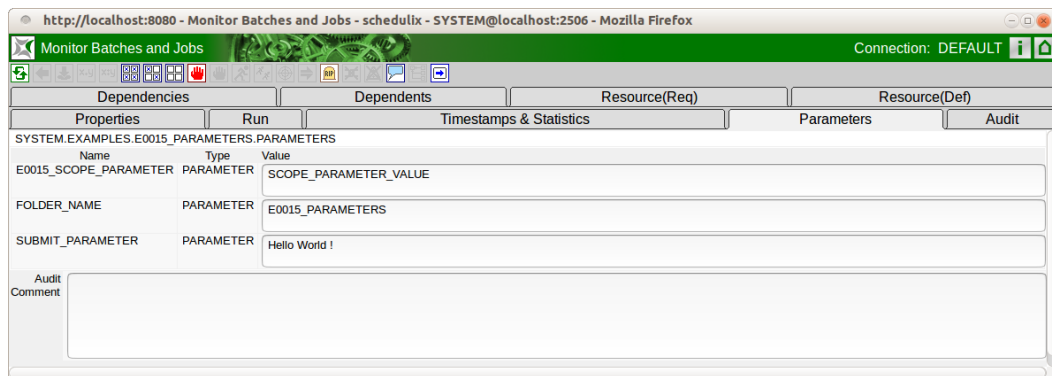 http://localhost:8080 - Monitor Batches and Jobs - schedulix - SYSTEM@localhost:2506 - Mozilla Firefox
Monitor Batches and Jobs Connection: DEFAULT
RIP
Dependencies Dependents Resource(Req) Resource(Def)
Properties Run Timestamps & Statistics Parameters Audit
SYSTEM.EXAMPLES.E0015_PARAMETERS.PARAMETERS
Name Type Value
E0015_SCOPE_PARAMETER PARAMETER SCOPE_PARAMETER_VALUE
FOLDER_NAME PARAMETER E0015_PARAMETERS
SUBMIT_PARAMETER PARAMETER Hello World !
Audit
Comment